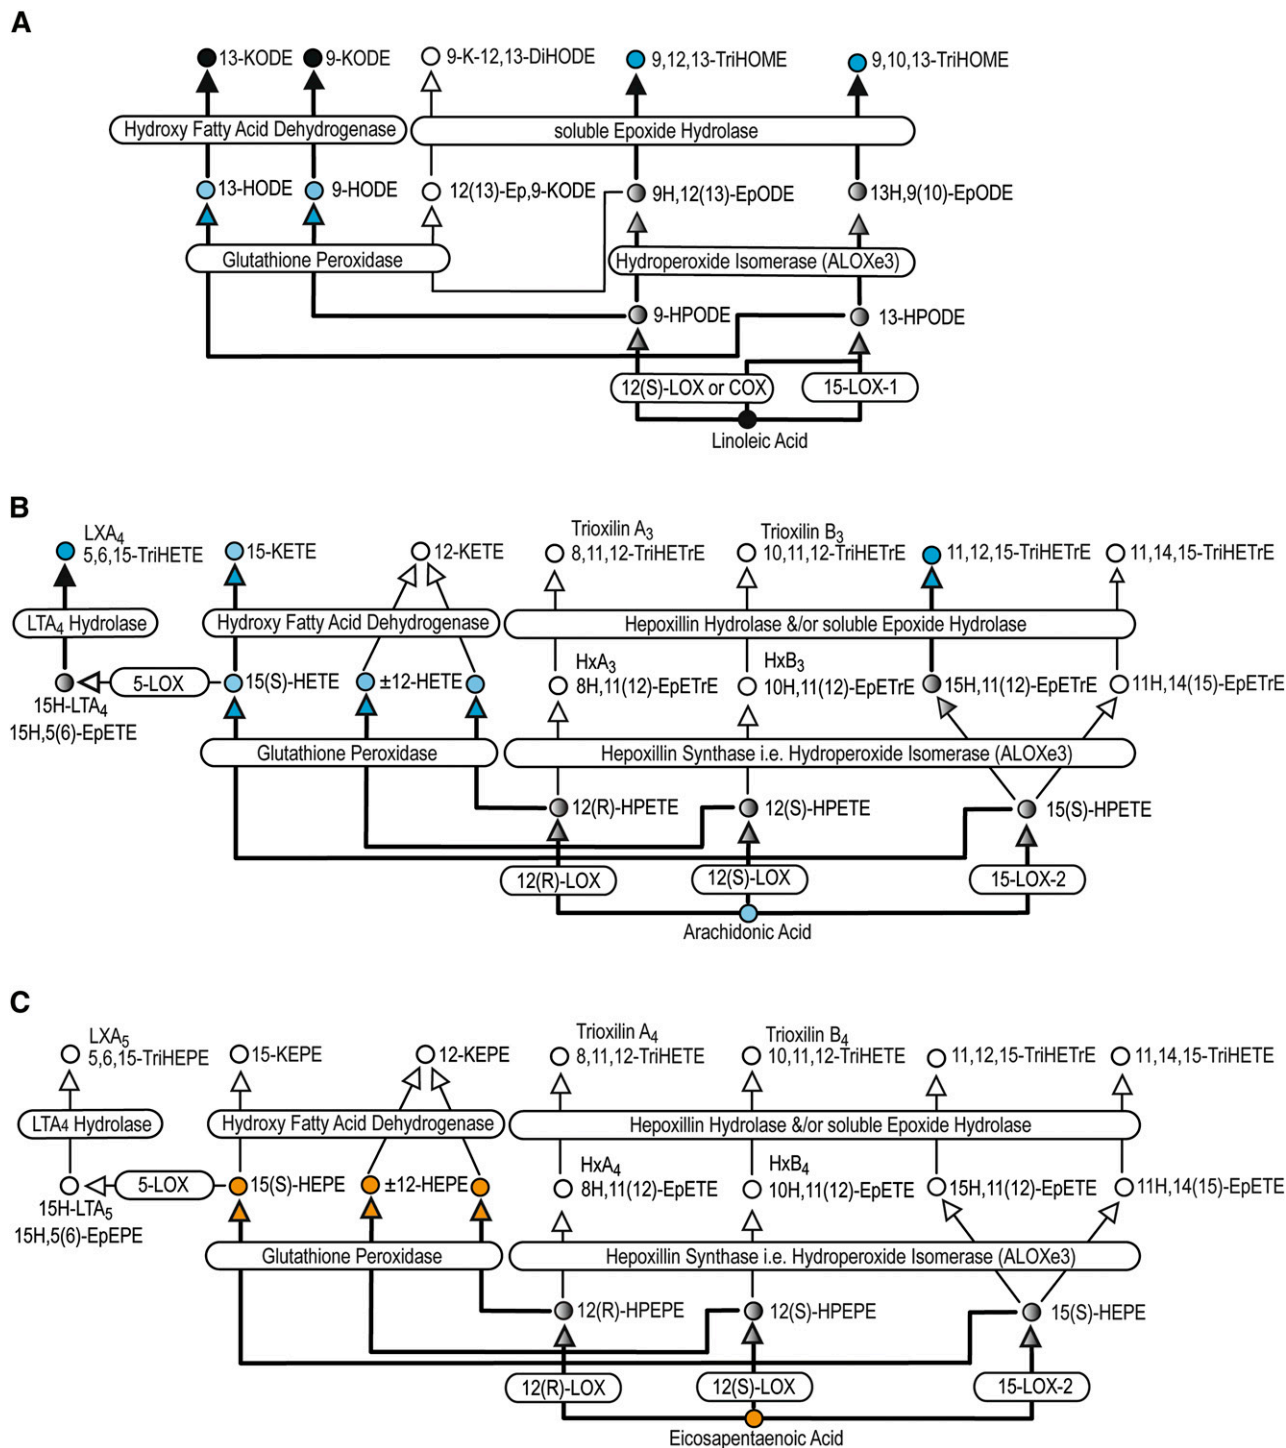 A
13-KODE 9-KODE 9-K-12,13-DiHODE 9,12,13-TriHOME 9,10,13-TriHOME
Hydroxy Fatty Acid Dehydrogenase soluble Epoxide Hydrolase
13-HODE 9-HODE 12(13)-Ep,9-KODE 9H,12(13)-EpODE 13H,9(10)-EpODE
Glutathione Peroxidase Hydroperoxide Isomerase (ALOXe3)
9-HPODE 13-HPODE
12(S)-LOX or COX 15-LOX-1
Linoleic Acid
B
LXA4 Trioxilin A3 Trioxilin B3
5,6,15-TriHETE 15-KETE 12-KETE 8,11,12-TriHETrE 10,11,12-TriHETrE 11,12,15-TriHETrE 11,14,15-TriHETrE
LTA4 Hydrolase Hydroxy Fatty Acid Dehydrogenase Hepoxillin Hydrolase &/or soluble Epoxide Hydrolase
HxA3 HxB3
5-LOX 15(S)-HETE ±12-HETE 8H,11(12)-EpETrE 10H,11(12)-EpETrE 15H,11(12)-EpETrE 11H,14(15)-EpETrE
15H-LTA4
15H,5(6)-EpETE
Glutathione Peroxidase Hepoxillin Synthase i.e. Hydroperoxide Isomerase (ALOXe3)
12(R)-HPETE 12(S)-HPETE 15(S)-HPETE
12(R)-LOX 12(S)-LOX 15-LOX-2
Arachidonic Acid
C
LXA5 Trioxilin A4 Trioxilin B4
5,6,15-TriHEPE 15-KEPE 12-KEPE 8,11,12-TriHETE 10,11,12-TriHETE 11,12,15-TriHETrE 11,14,15-TriHETE
LTA4 Hydrolase Hydroxy Fatty Acid Dehydrogenase Hepoxillin Hydrolase &/or soluble Epoxide Hydrolase
HxA4 HxB4
5-LOX 15(S)-HEPE ±12-HEPE 8H,11(12)-EpETE 10H,11(12)-EpETE 15H,11(12)-EpETE 11H,14(15)-EpETE
15H-LTA5
15H,5(6)-EpEPE
Glutathione Peroxidase Hepoxillin Synthase i.e. Hydroperoxide Isomerase (ALOXe3)
12(R)-HPEPE 12(S)-HPEPE 15(S)-HEPE
12(R)-LOX 12(S)-LOX 15-LOX-2
Eicosapentaenoic Acid